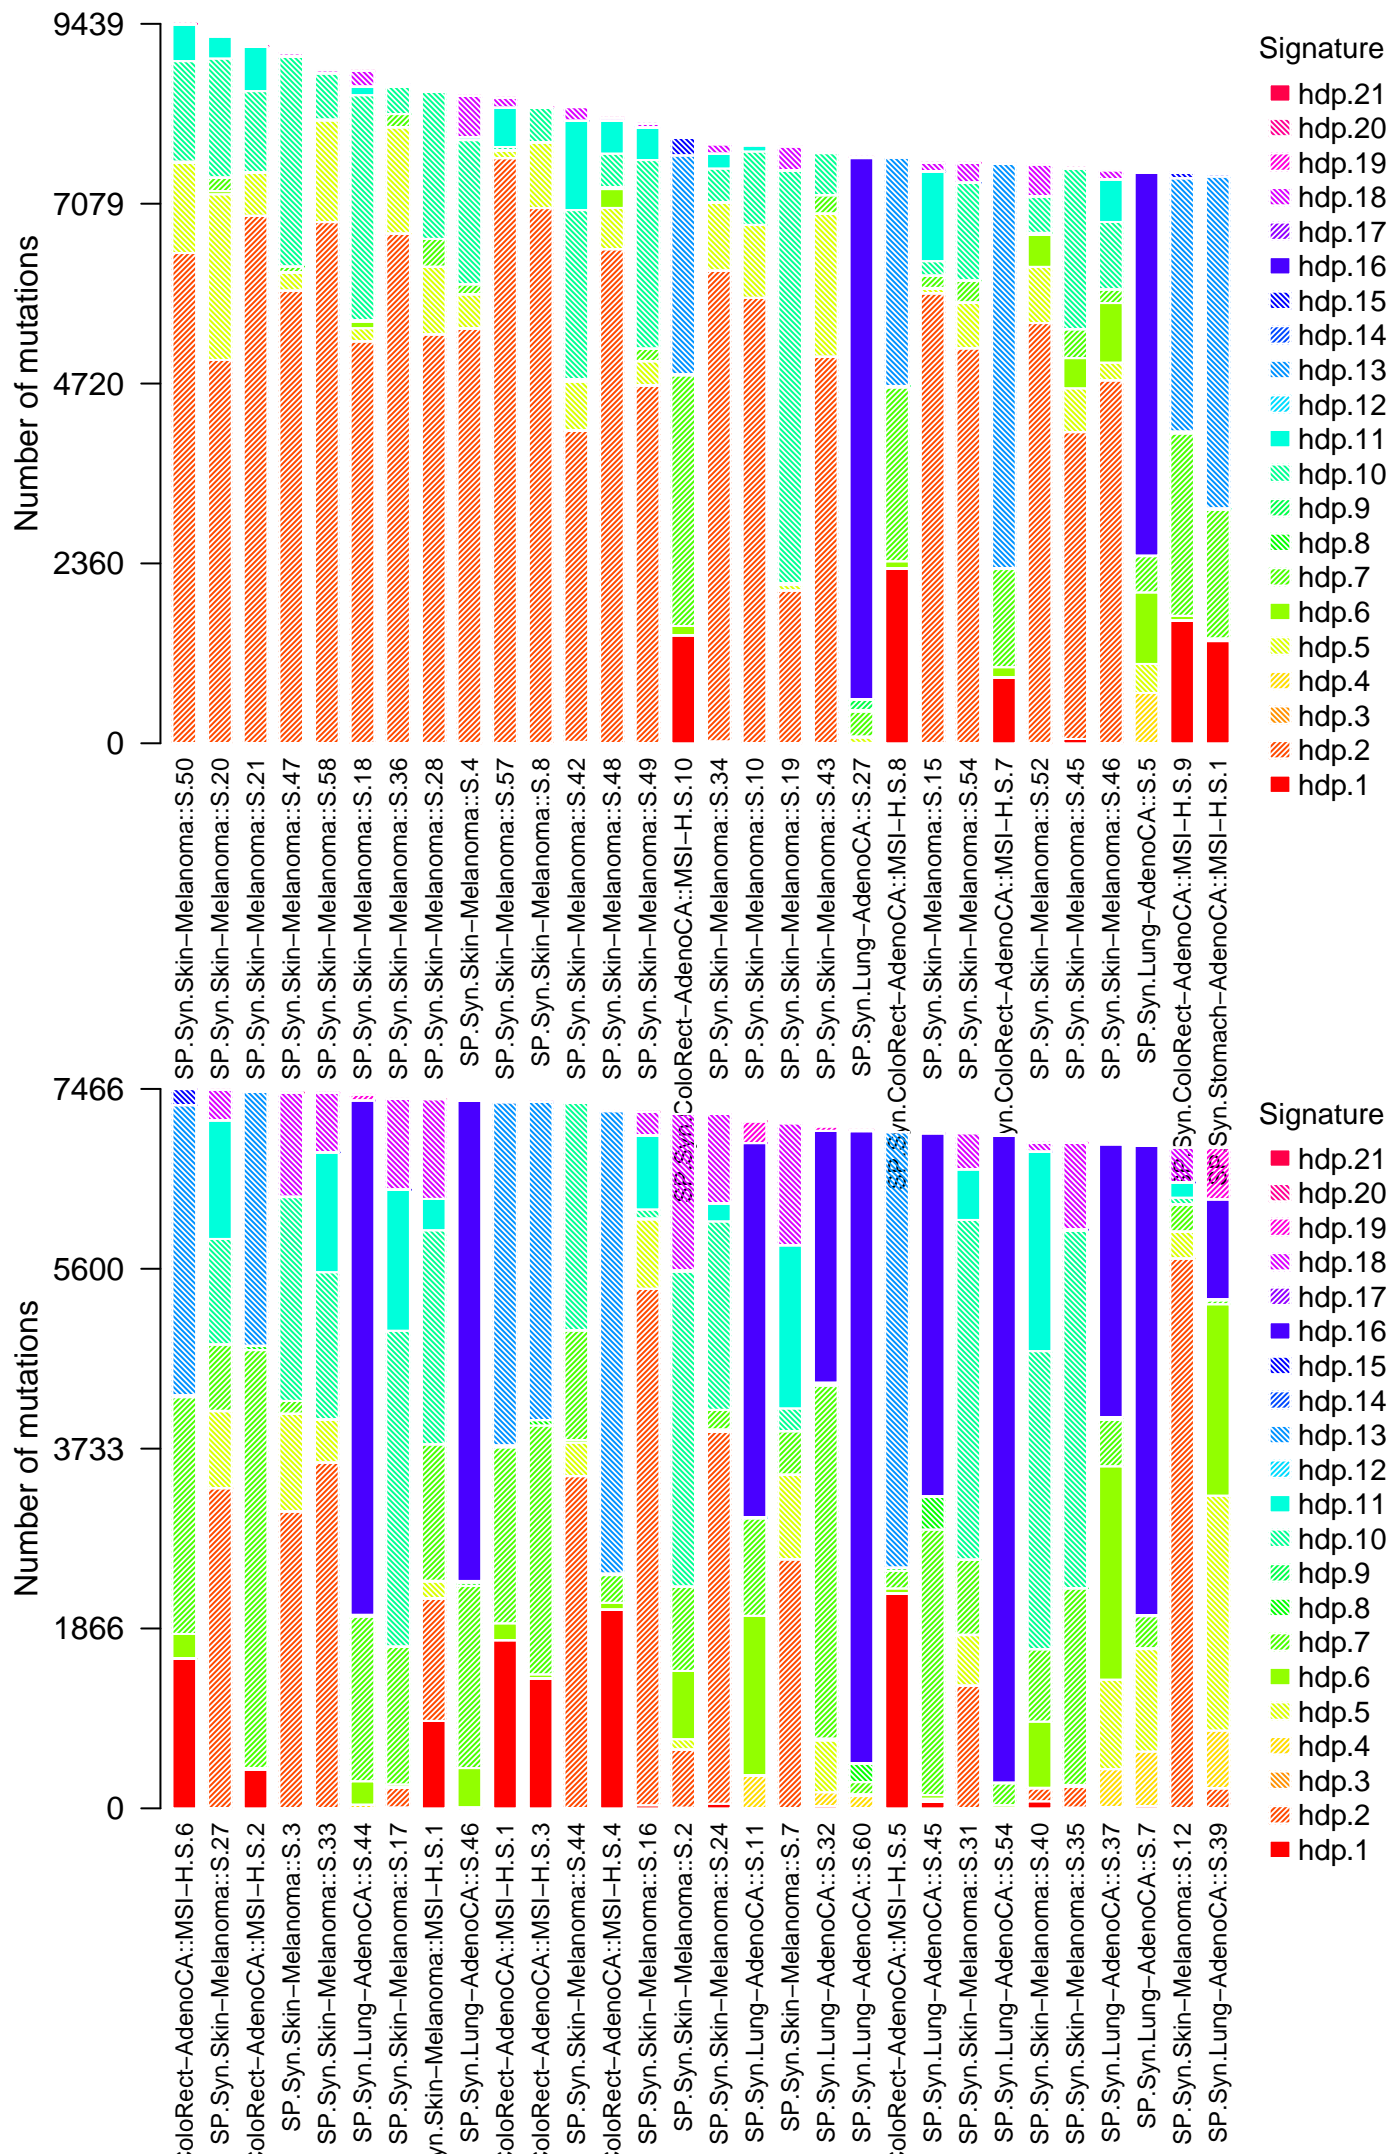 Number of mutations
9439
7079
4720
2360
0
SP.Syn.Skin−Melanoma::S.50
SP.Syn.Skin−Melanoma::S.20
SP.Syn.Skin−Melanoma::S.21
SP.Syn.Skin−Melanoma::S.47
SP.Syn.Skin−Melanoma::S.58
SP.Syn.Skin−Melanoma::S.18
SP.Syn.Skin−Melanoma::S.36
SP.Syn.Skin−Melanoma::S.28
SP.Syn.Skin−Melanoma::S.4
SP.Syn.Skin−Melanoma::S.57
SP.Syn.Skin−Melanoma::S.8
SP.Syn.Skin−Melanoma::S.42
SP.Syn.Skin−Melanoma::S.48
SP.Syn.Skin−Melanoma::S.49
SP.Syn.ColoRect−AdenoCA::MSI−H.S.10
SP.Syn.Skin−Melanoma::S.34
SP.Syn.Skin−Melanoma::S.10
SP.Syn.Skin−Melanoma::S.19
SP.Syn.Skin−Melanoma::S.43
SP.Syn.Lung−AdenoCA::S.27
SP.Syn.ColoRect−AdenoCA::MSI−H.S.8
SP.Syn.Skin−Melanoma::S.15
SP.Syn.Skin−Melanoma::S.54
yn.ColoRect−AdenoCA::MSI−H.S.7
SP.Syn.Skin−Melanoma::S.52
SP.Syn.Skin−Melanoma::S.45
SP.Syn.Skin−Melanoma::S.46
SP.Syn.Lung−AdenoCA::S.5
SP.Syn.ColoRect−AdenoCA::MSI−H.S.9
SP.Syn.Stomach−AdenoCA::MSI−H.S.1
Signature
hdp.21
hdp.20
hdp.19
hdp.18
hdp.17
hdp.16
hdp.15
hdp.14
hdp.13
hdp.12
hdp.11
hdp.10
hdp.9
hdp.8
hdp.7
hdp.6
hdp.5
hdp.4
hdp.3
hdp.2
hdp.1
Number of mutations
7466
5600
3733
1866
0
oloRect−AdenoCA::MSI−H.S.6
SP.Syn.Skin−Melanoma::S.27
oloRect−AdenoCA::MSI−H.S.2
SP.Syn.Skin−Melanoma::S.3
SP.Syn.Skin−Melanoma::S.33
SP.Syn.Lung−AdenoCA::S.44
SP.Syn.Skin−Melanoma::S.17
yn.Skin−Melanoma::MSI−H.S.1
SP.Syn.Lung−AdenoCA::S.46
oloRect−AdenoCA::MSI−H.S.1
oloRect−AdenoCA::MSI−H.S.3
SP.Syn.Skin−Melanoma::S.44
oloRect−AdenoCA::MSI−H.S.4
SP.Syn.Skin−Melanoma::S.16
SP.Syn.Skin−Melanoma::S.2
SP.Syn.Skin−Melanoma::S.24
SP.Syn.Lung−AdenoCA::S.11
SP.Syn.Skin−Melanoma::S.7
SP.Syn.Lung−AdenoCA::S.32
SP.Syn.Lung−AdenoCA::S.60
oloRect−AdenoCA::MSI−H.S.5
SP.Syn.Lung−AdenoCA::S.45
SP.Syn.Skin−Melanoma::S.31
SP.Syn.Lung−AdenoCA::S.54
SP.Syn.Skin−Melanoma::S.40
SP.Syn.Skin−Melanoma::S.35
SP.Syn.Lung−AdenoCA::S.37
SP.Syn.Lung−AdenoCA::S.7
SP.Syn.Skin−Melanoma::S.12
SP.Syn.Lung−AdenoCA::S.39
Signature
hdp.21
hdp.20
hdp.19
hdp.18
hdp.17
hdp.16
hdp.15
hdp.14
hdp.13
hdp.12
hdp.11
hdp.10
hdp.9
hdp.8
hdp.7
hdp.6
hdp.5
hdp.4
hdp.3
hdp.2
hdp.1